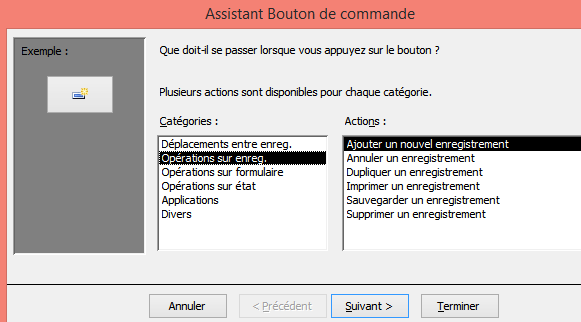 Assistant Bouton de commande
Exemple :
Que doit-il se passer lorsque vous appuyez sur le bouton ?
Plusieurs actions sont disponibles pour chaque catégorie.
Catégories :
Actions :
Déplacements entre enreg.
Opérations sur enreg.
Opérations sur formulaire
Opérations sur état
Applications
Divers
Ajouter un nouvel enregistrement
Annuler un enregistrement
Dupliquer un enregistrement
Imprimer un enregistrement
Sauvegarder un enregistrement
Supprimer un enregistrement
Annuler
< Précédent
Suivant >
Terminer